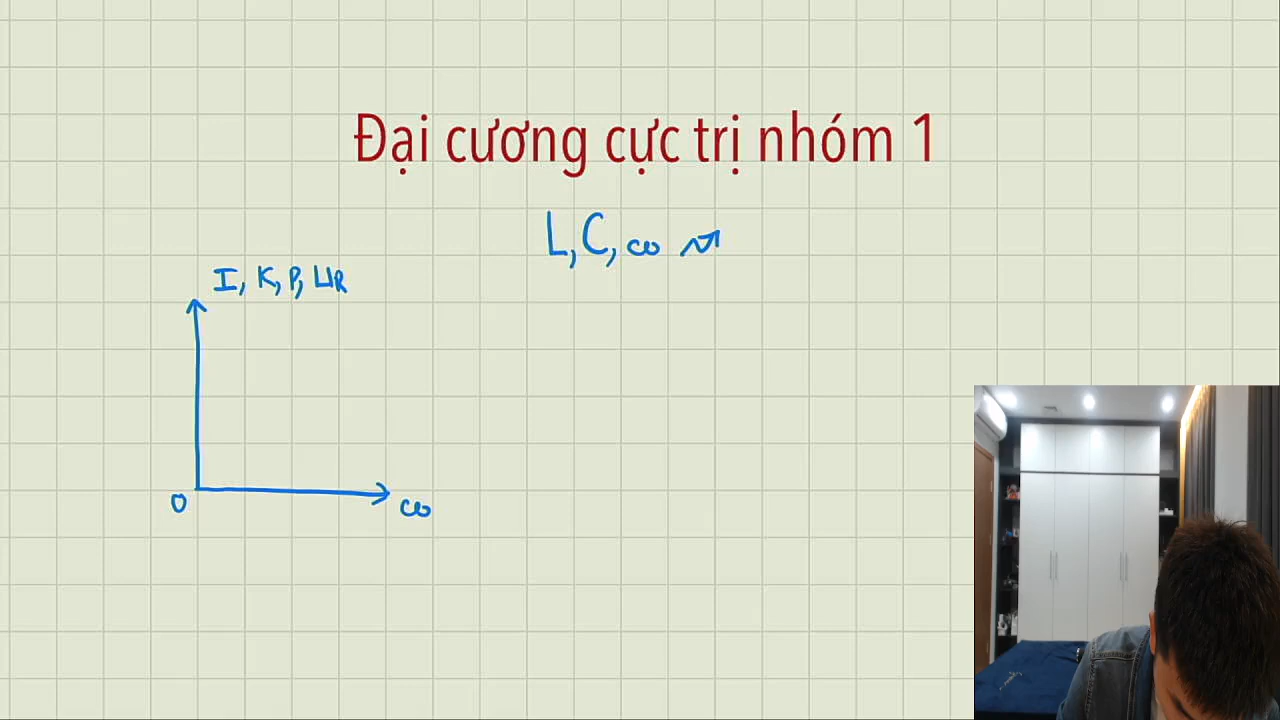 Đại cương cực trị nhóm 1
L, C, ω
I, K, P, UR
0
ω